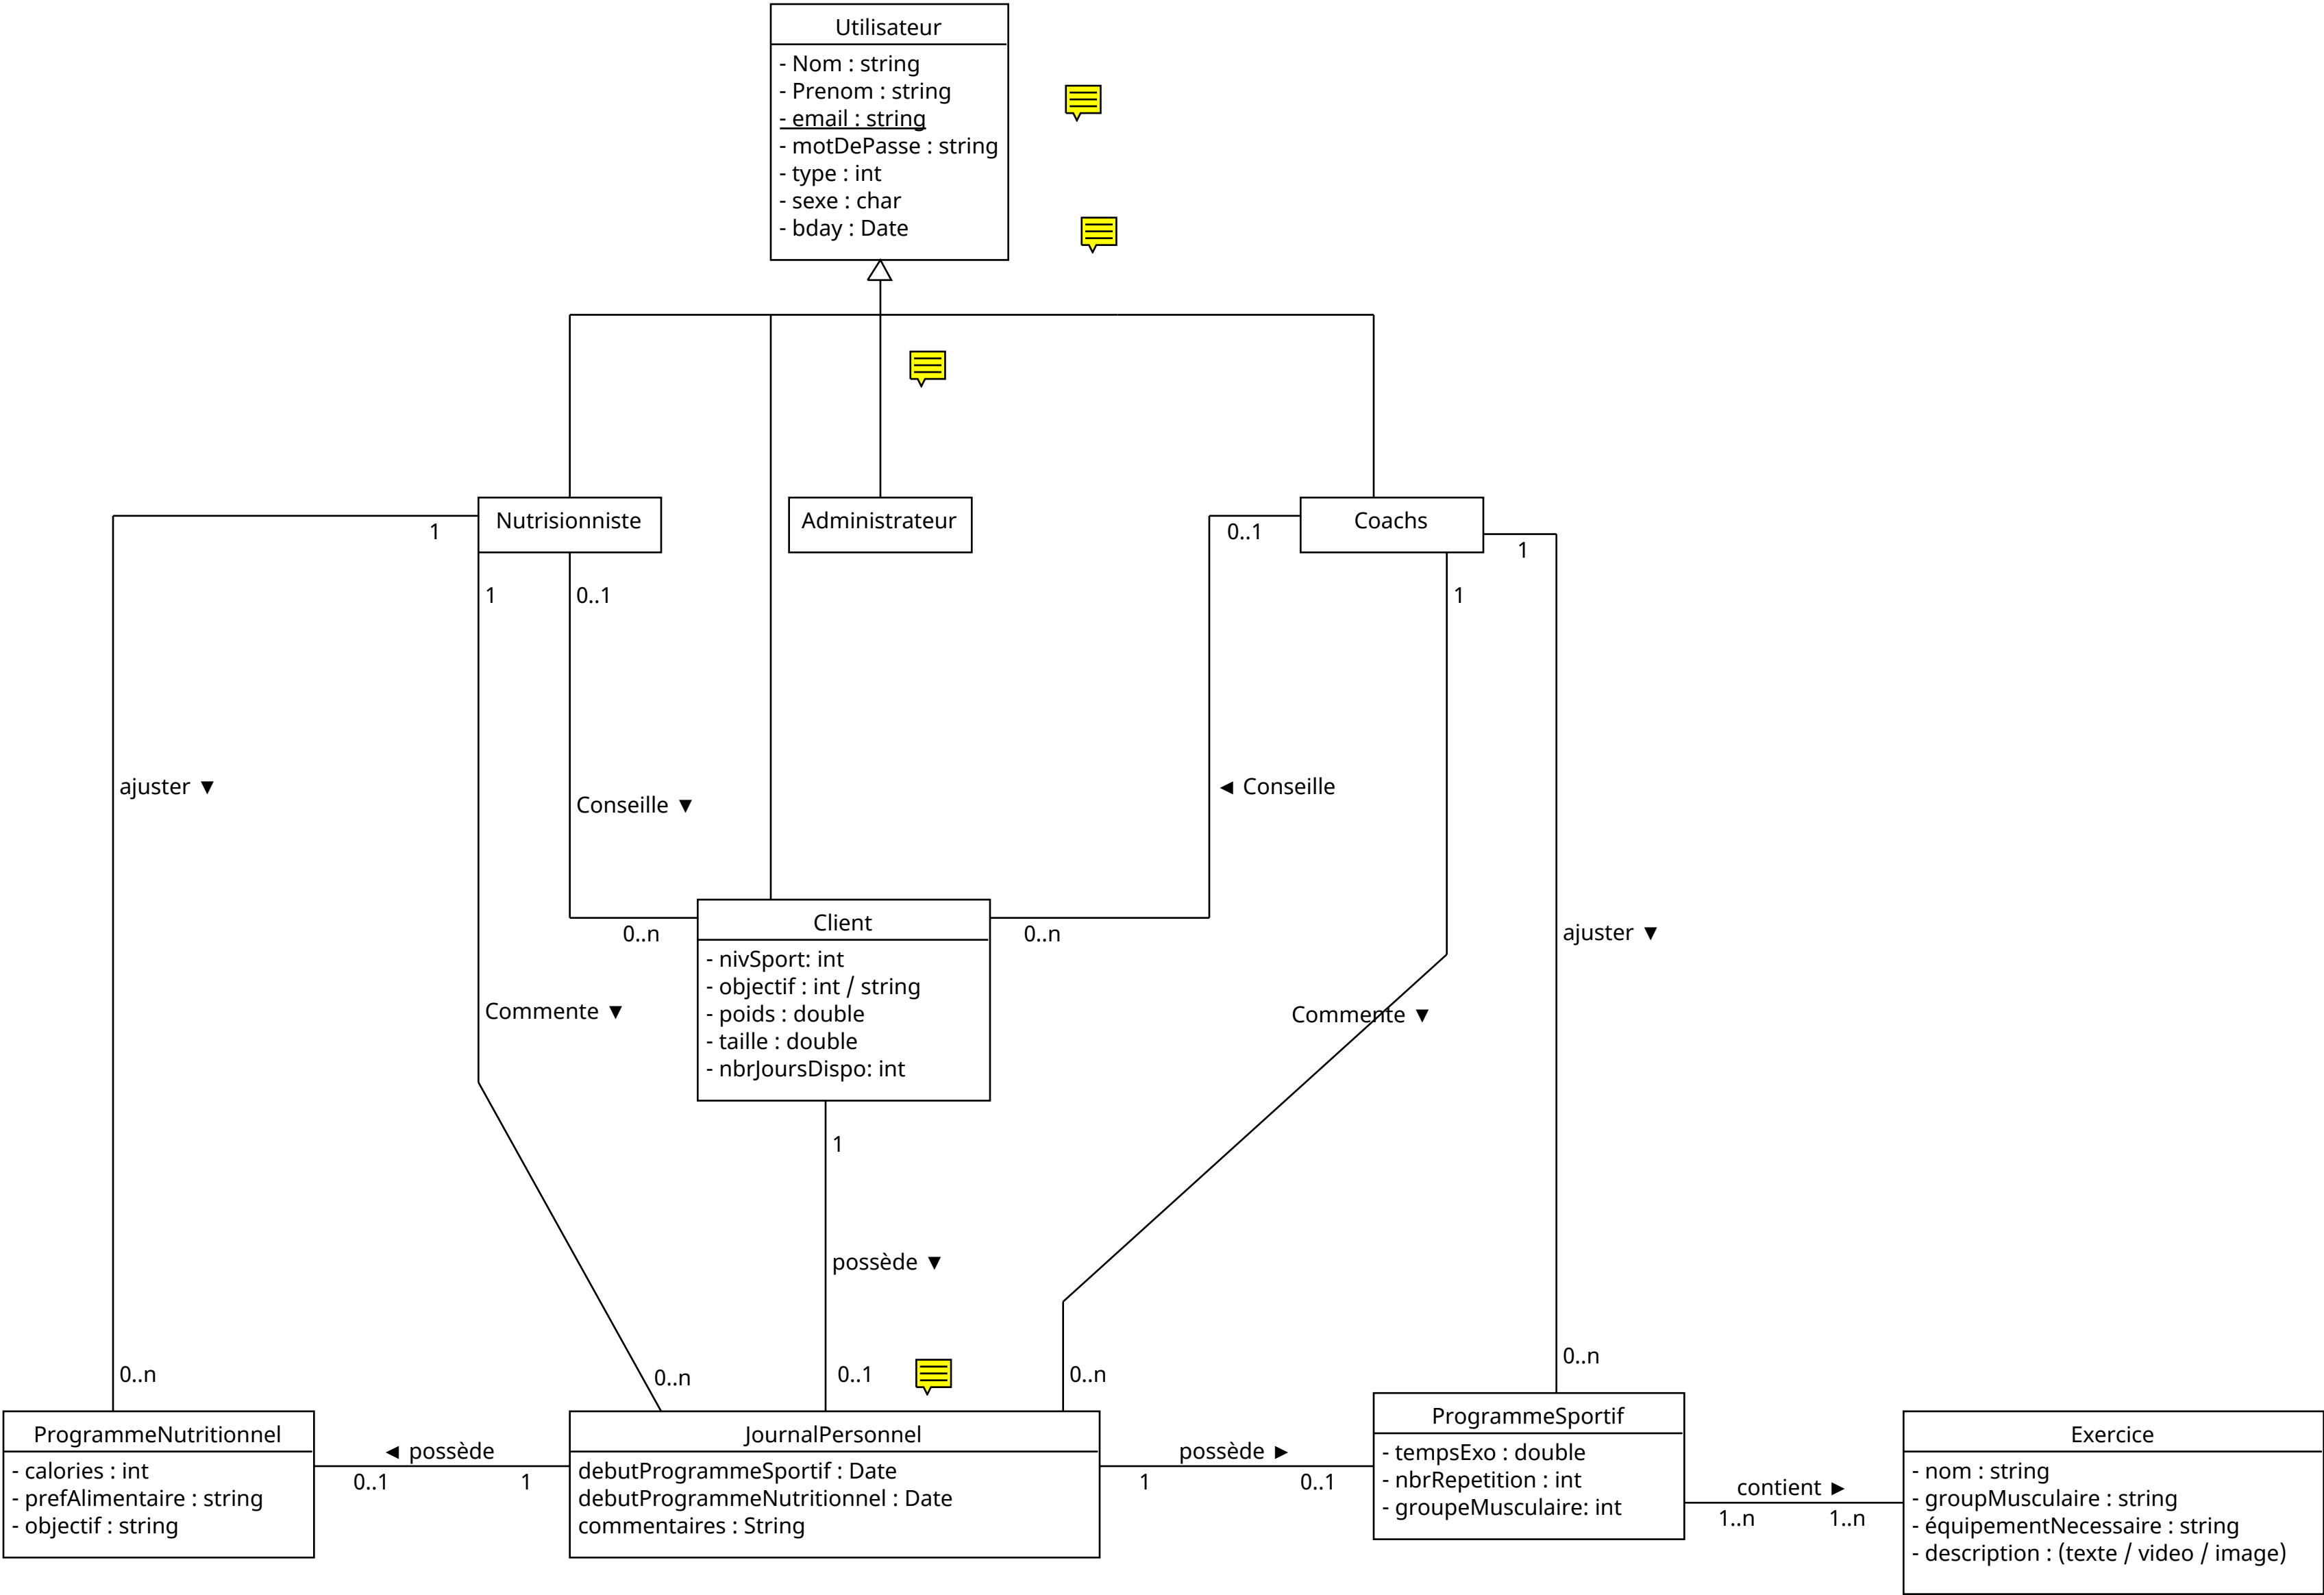 Utilisateur
- Nom : string
- Prenom : string
- email : string
- motDePasse : string
- type : int
- sexe : char
- bday : Date
Nutrisionniste
Administrateur
Coachs
1
0..1
1
1
0..1
1
ajuster ▼
Conseille ▼
◄ Conseille
ajuster ▼
Client
0..n
0..n
- nivSport: int
- objectif : int / string
- poids : double
- taille : double
- nbrJoursDispo: int
Commente ▼
Commente ▼
1
possède ▼
0..n
0..n
0..1
0..n
0..n
ProgrammeNutritionnel
- calories : int
- prefAlimentaire : string
- objectif : string
◄ possède
0..1
1
JournalPersonnel
debutProgrammeSportif : Date
debutProgrammeNutritionnel : Date
commentaires : String
possède ►
1
0..1
ProgrammeSportif
- tempsExo : double
- nbrRepetition : int
- groupeMusculaire: int
contient ►
1..n
1..n
Exercice
- nom : string
- groupMusculaire : string
- équipementNecessaire : string
- description : (texte / video / image)